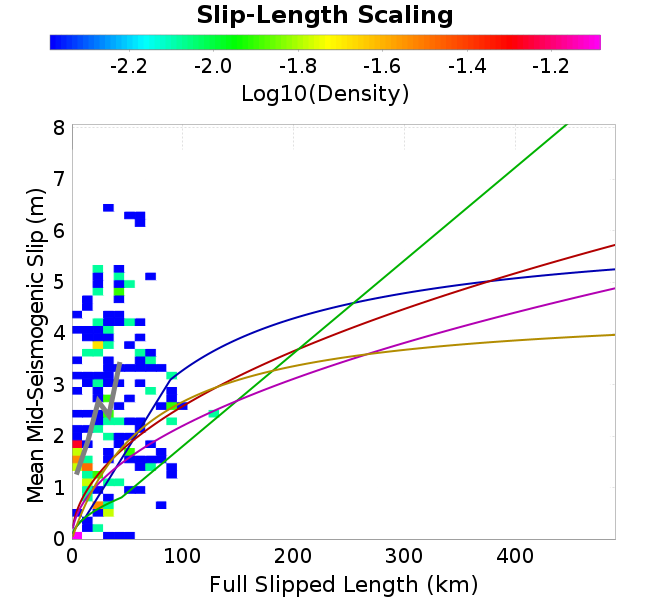 Slip-Length Scaling
-2.2 -2.0 -1.8 -1.6 -1.4 -1.2
Log10(Density)
8
7
6
5
4
3
2
1
0
Mean Mid-Seismogenic Slip (m)
0 100 200 300 400
Full Slipped Length (km)